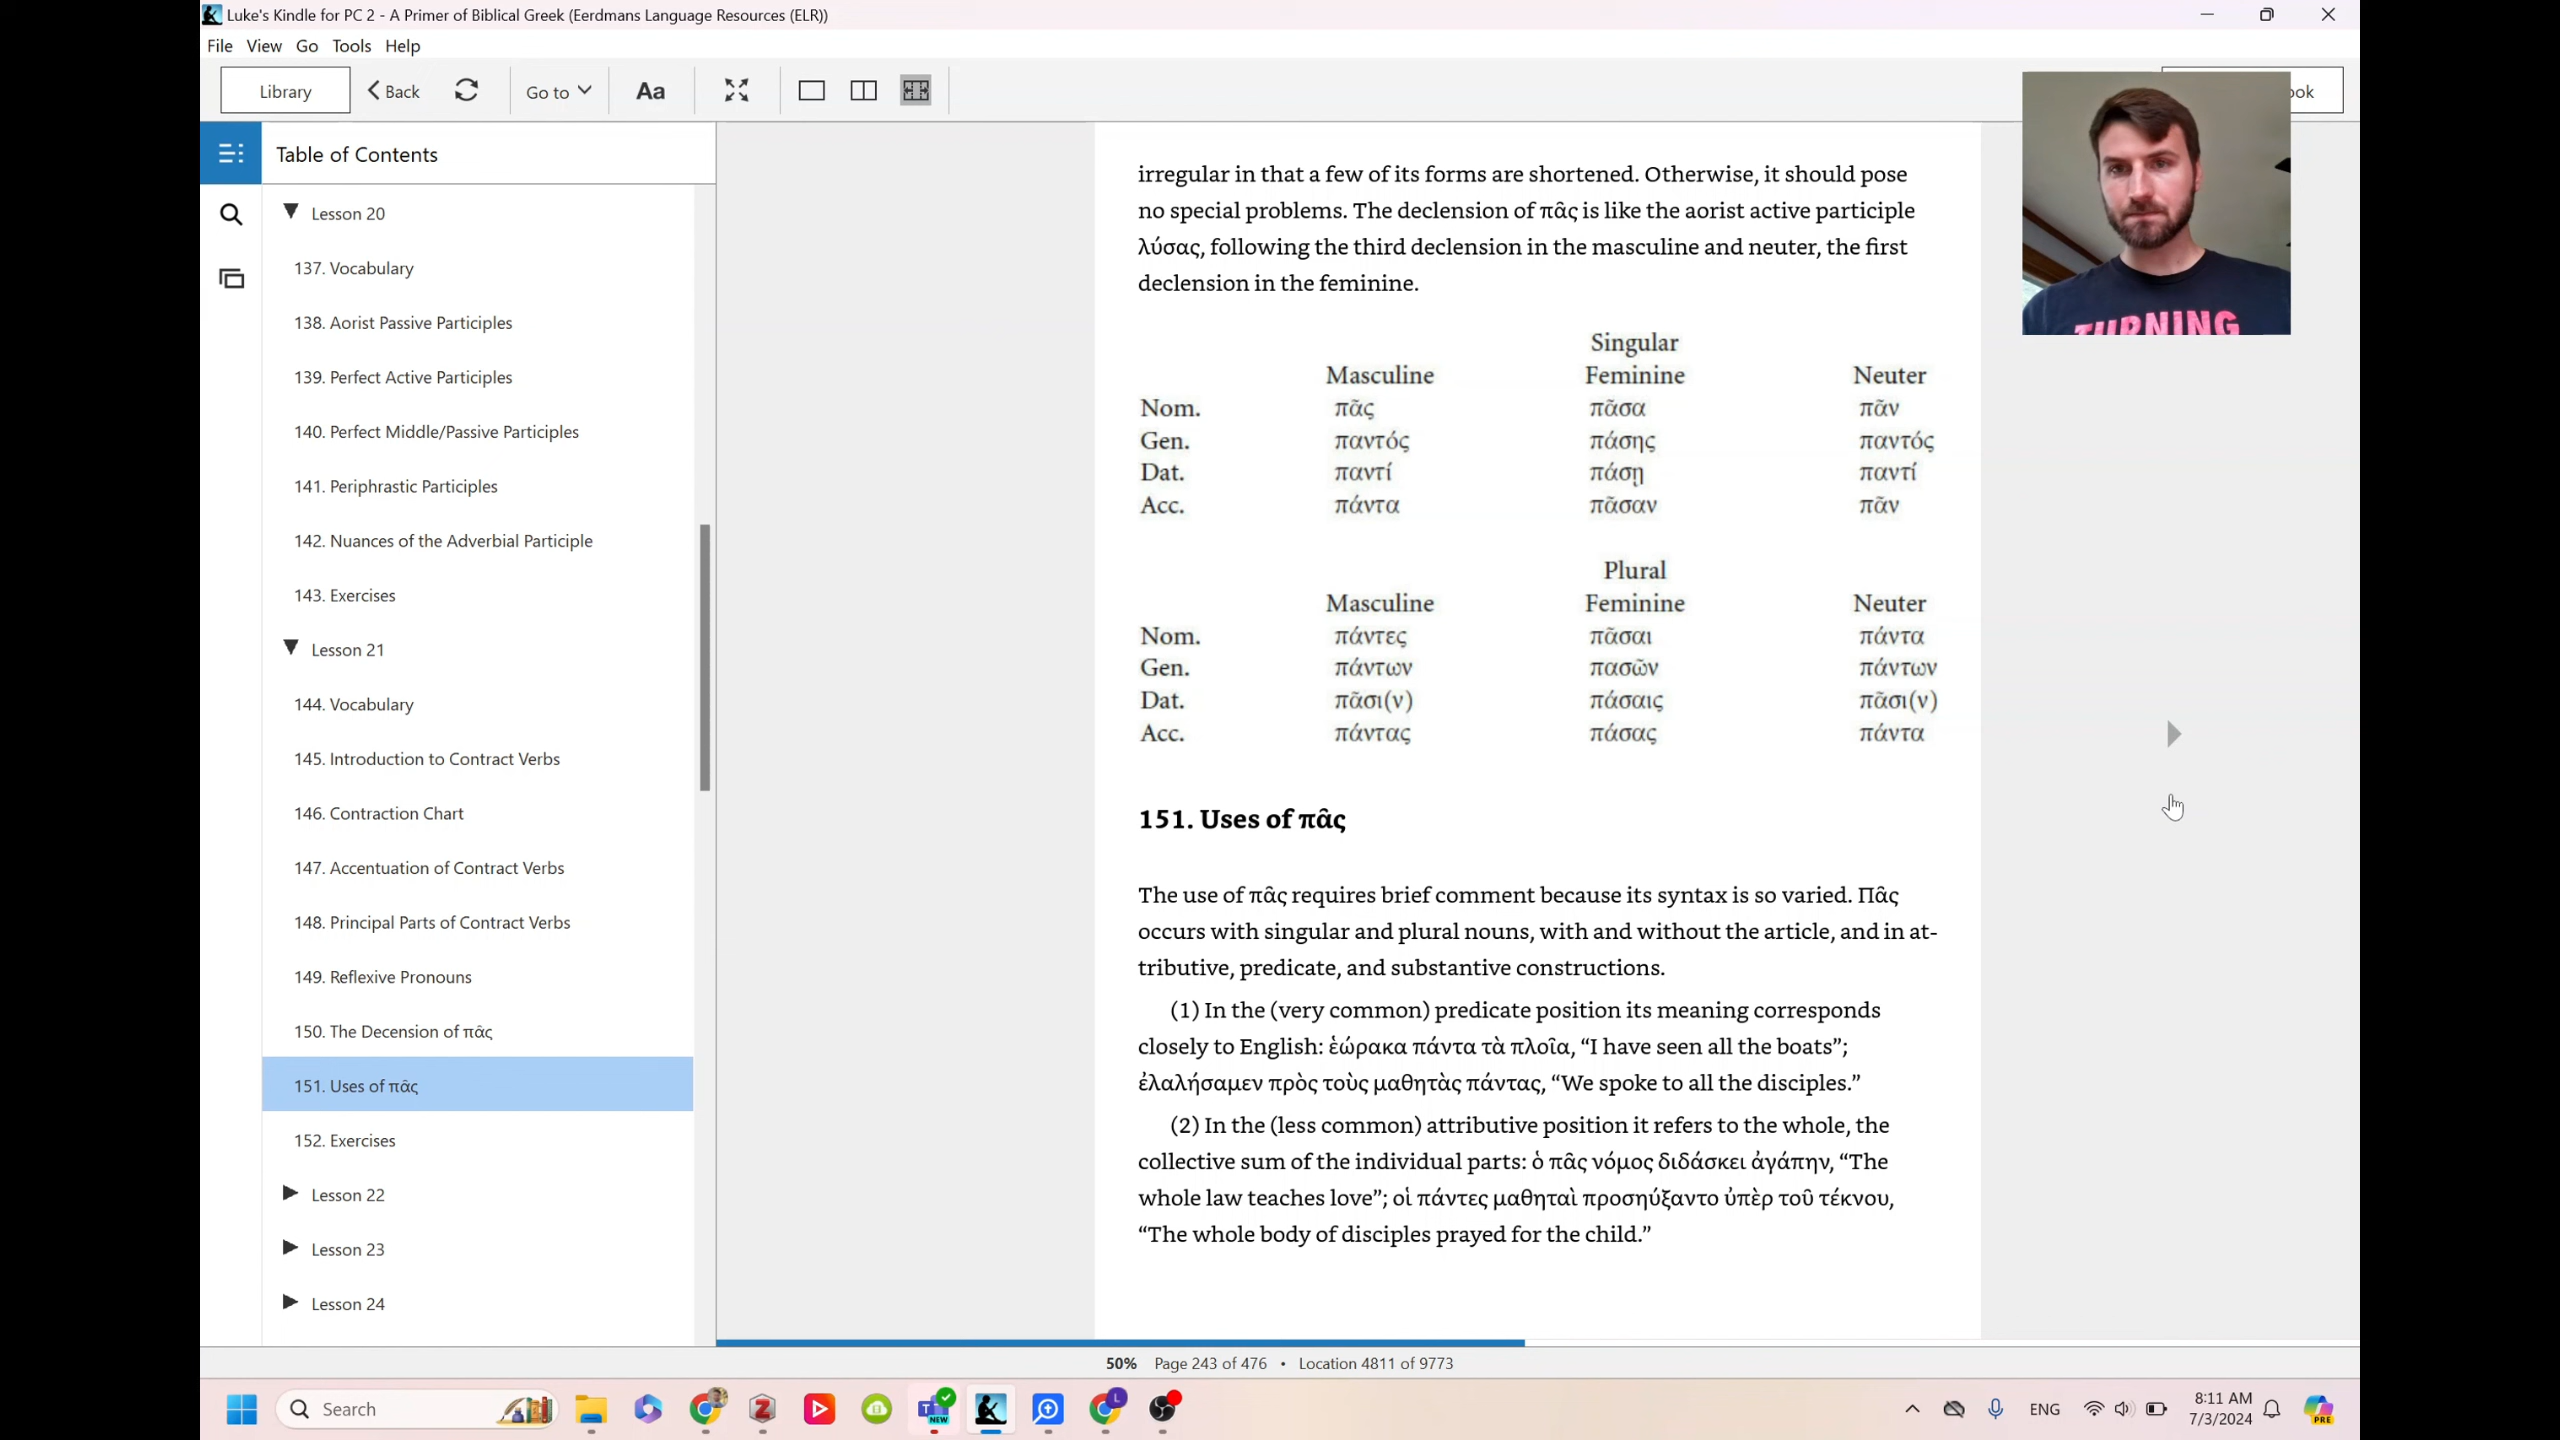 Luke's Kindle for PC 2 - A Primer of Biblical Greek (Eerdmans Language Resources (ELR))
File View Go Tools Help
Library Back Go to Aa ook
Table of Contents
Lesson 20
137. Vocabulary
138. Aorist Passive Participles
139. Perfect Active Participles
140. Perfect Middle/Passive Participles
141. Periphrastic Participles
142. Nuances of the Adverbial Participle
143. Exercises
Lesson 21
144. Vocabulary
145. Introduction to Contract Verbs
146. Contraction Chart
147. Accentuation of Contract Verbs
148. Principal Parts of Contract Verbs
149. Reflexive Pronouns
150. The Decension of πᾶς
151. Uses of πᾶς
152. Exercises
Lesson 22
Lesson 23
Lesson 24
irregular in that a few of its forms are shortened. Otherwise, it should pose
no special problems. The declension of πᾶς is like the aorist active participle
λύσας, following the third declension in the masculine and neuter, the first
declension in the feminine.
Singular
Masculine Feminine Neuter
Nom. πᾶς πᾶσα πᾶν
Gen. παντός πάσης παντός
Dat. παντί πάσῃ παντί
Acc. πάντα πᾶσαν πᾶν
Plural
Masculine Feminine Neuter
Nom. πάντες πᾶσαι πάντα
Gen. πάντων πασῶν πάντων
Dat. πᾶσι(ν) πάσαις πᾶσι(ν)
Acc. πάντας πάσας πάντα
151. Uses of πᾶς
The use of πᾶς requires brief comment because its syntax is so varied. Πᾶς
occurs with singular and plural nouns, with and without the article, and in at-
tributive, predicate, and substantive constructions.
(1) In the (very common) predicate position its meaning corresponds
closely to English: ἑώρακα πάντα τὰ πλοῖα, “I have seen all the boats”;
ἐλαλήσαμεν πρὸς τοὺς μαθητὰς πάντας, “We spoke to all the disciples.”
(2) In the (less common) attributive position it refers to the whole, the
collective sum of the individual parts: ὁ πᾶς νόμος διδάσκει ἀγάπην, “The
whole law teaches love”; οἱ πάντες μαθηταὶ προσηύξαντο ὑπὲρ τοῦ τέκνου,
“The whole body of disciples prayed for the child.”
TURNING
50% Page 243 of 476 • Location 4811 of 9773
Search
NEW
ENG
8:11 AM
7/3/2024
PRE